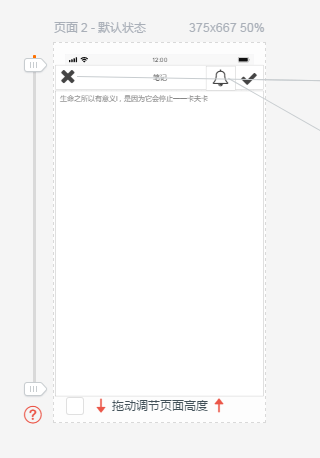 页面 2 - 默认状态 375x667 50%
12:00
笔记
生命之所以有意义!，是因为它会停止——卡夫卡
?
拖动调节页面高度